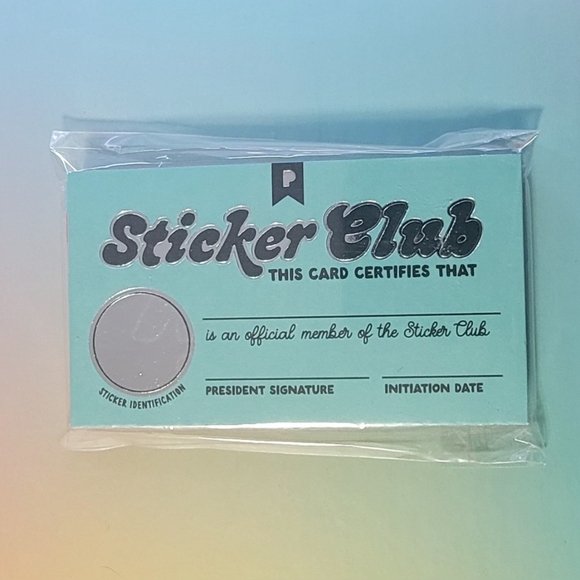 P
Sticker Club
THIS CARD CERTIFIES THAT
is an official member of the Sticker Club
STICKER IDENTIFICATION
PRESIDENT SIGNATURE
INITIATION DATE